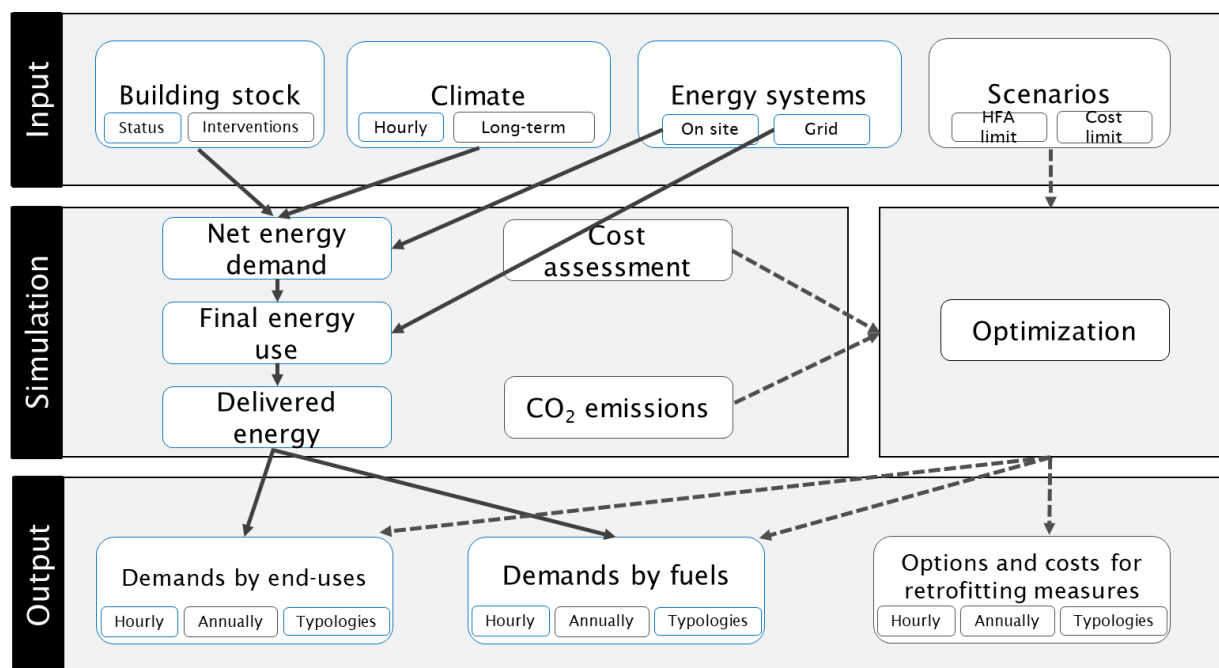 Input
Building stock
Status
Interventions
Climate
Hourly
Long-term
Energy systems
On site
Grid
Scenarios
HFA
limit
Cost
limit
Simulation
Net energy
demand
Final energy
use
Delivered
energy
Cost
assessment
CO₂ emissions
Optimization
Output
Demands by end-uses
Hourly
Annually
Typologies
Demands by fuels
Hourly
Annually
Typologies
Options and costs for
retrofitting measures
Hourly
Annually
Typologies